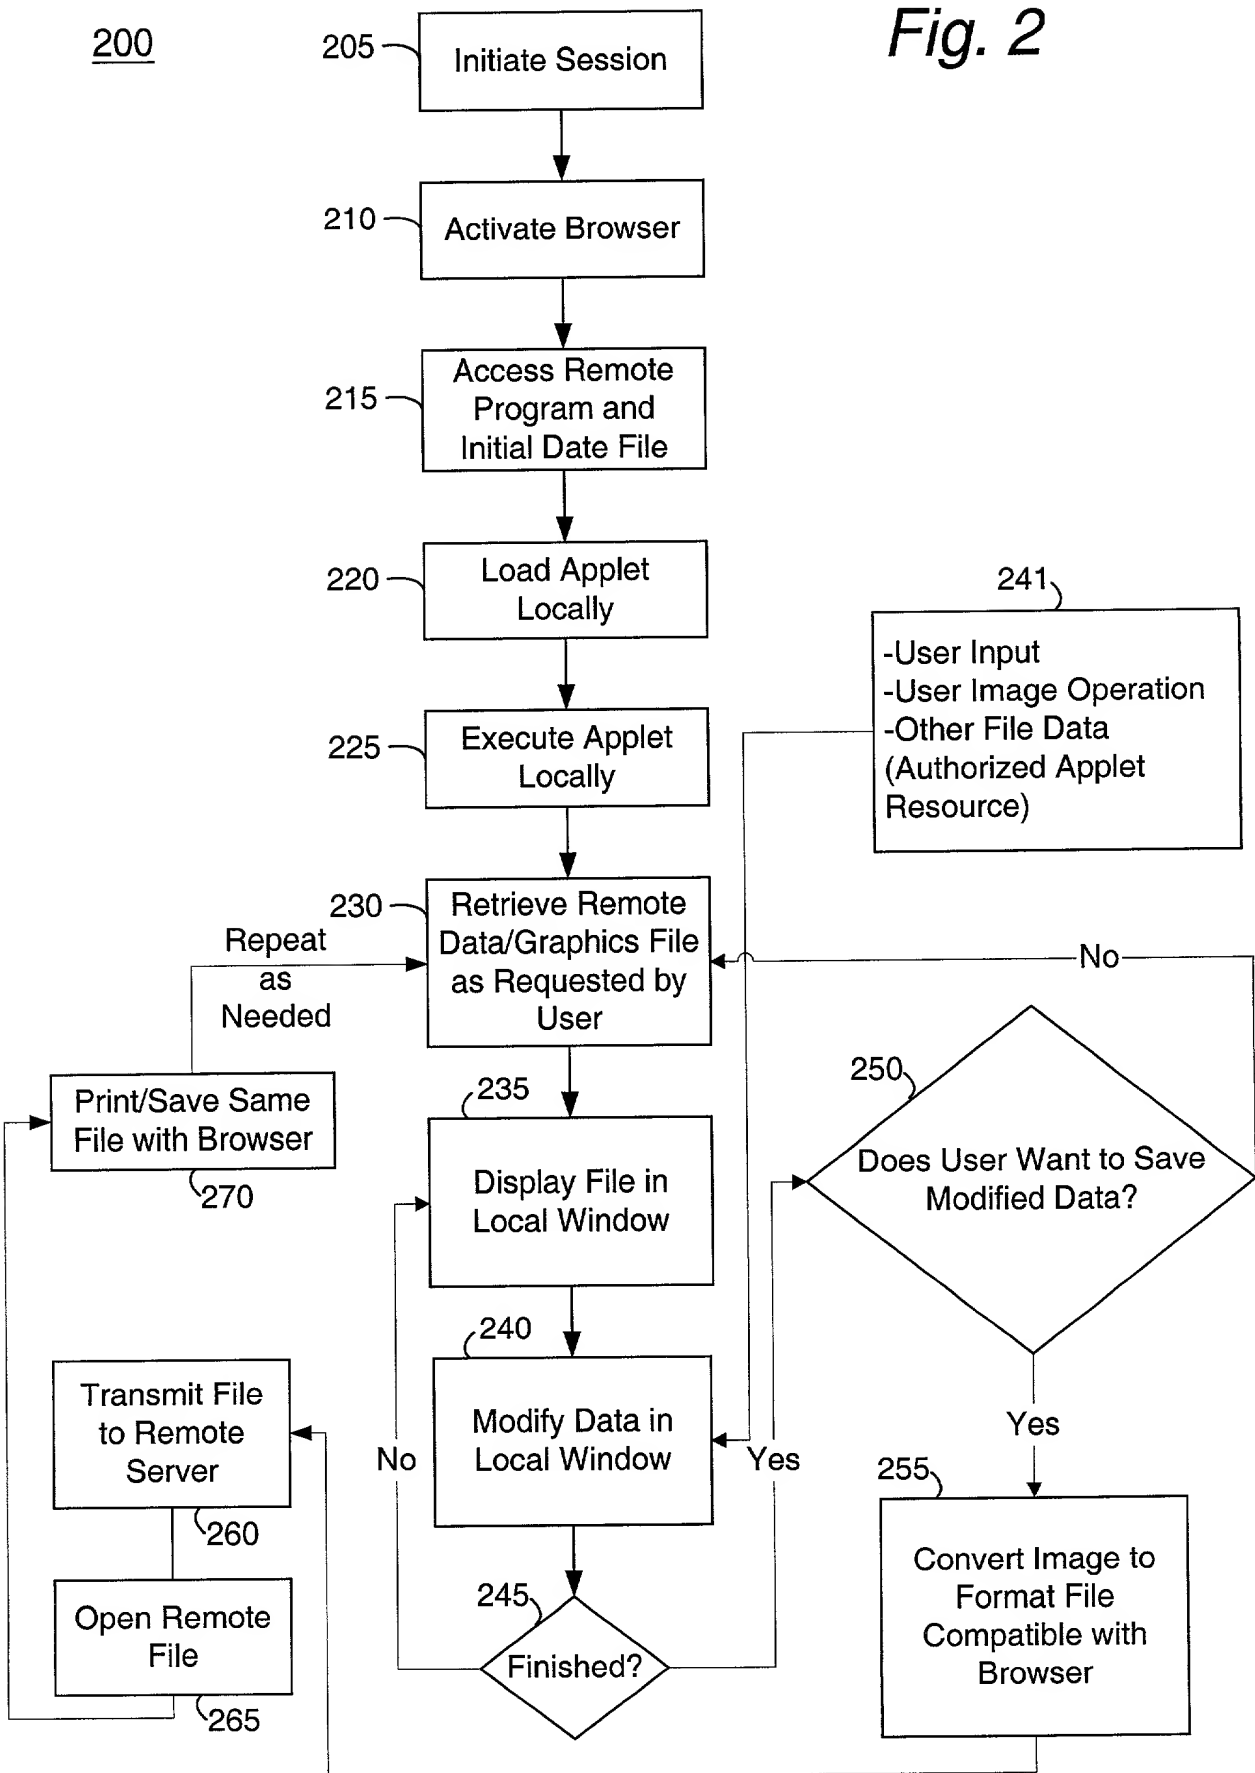 200
Fig. 2
205
Initiate Session
210
Activate Browser
215
Access Remote
Program and
Initial Date File
220
Load Applet
Locally
225
Execute Applet
Locally
241
-User Input
-User Image Operation
-Other File Data
(Authorized Applet
Resource)
230
Retrieve Remote
Data/Graphics File
as Requested by
User
Repeat
as
Needed
No
Print/Save Same
File with Browser
270
235
Display File in
Local Window
250
Does User Want to Save
Modified Data?
240
Modify Data in
Local Window
No
Yes
Yes
Transmit File
to Remote
Server
260
Open Remote
File
265
245
Finished?
255
Convert Image to
Format File
Compatible with
Browser